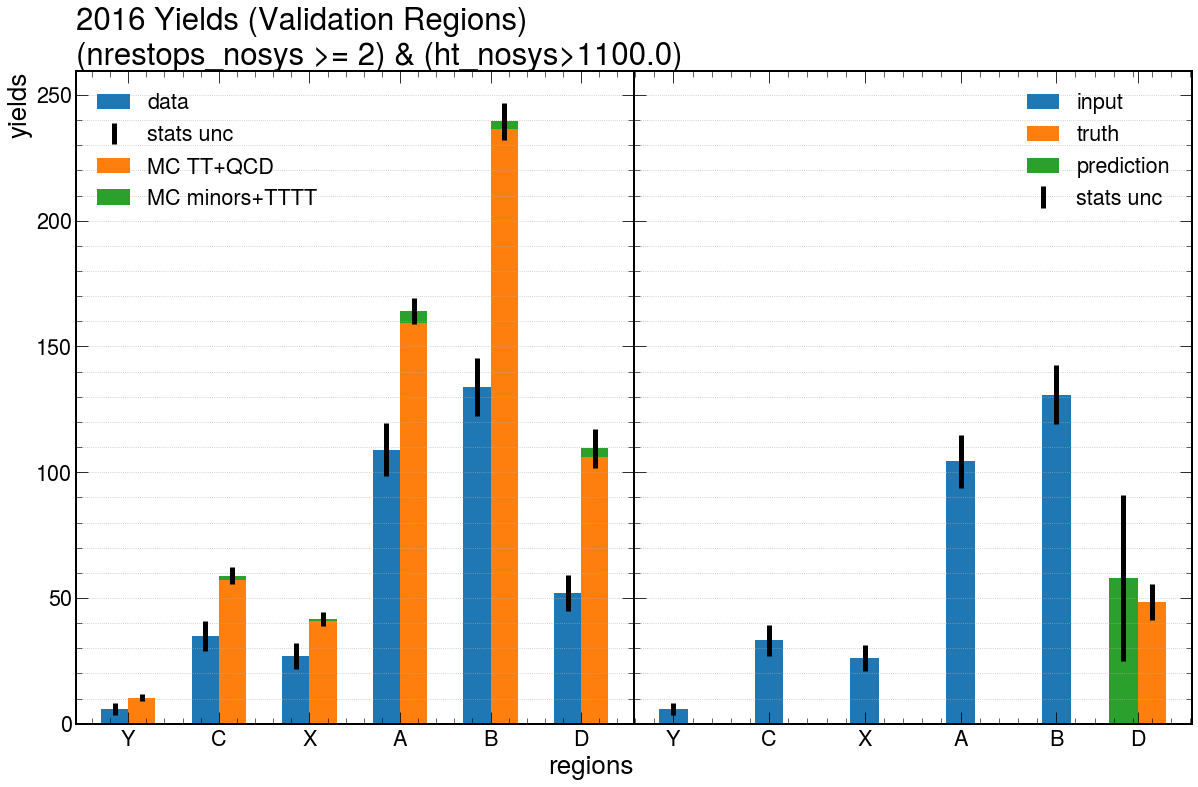 2016 Yields (Validation Regions)
(nrestops_nosys >= 2) & (ht_nosys>1100.0)
yields
250
200
150
100
50
0
data
stats unc
MC TT+QCD
MC minors+TTTT
input
truth
prediction
stats unc
Y C X A B D
Y C X A B D
regions